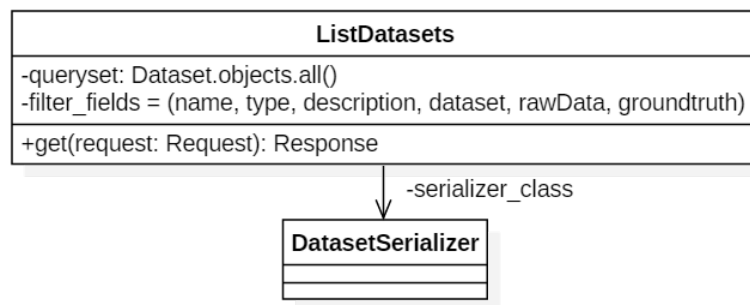 ListDatasets
-queryset: Dataset.objects.all()
-filter_fields = (name, type, description, dataset, rawData, groundtruth)
+get(request: Request): Response
-serializer_class
DatasetSerializer